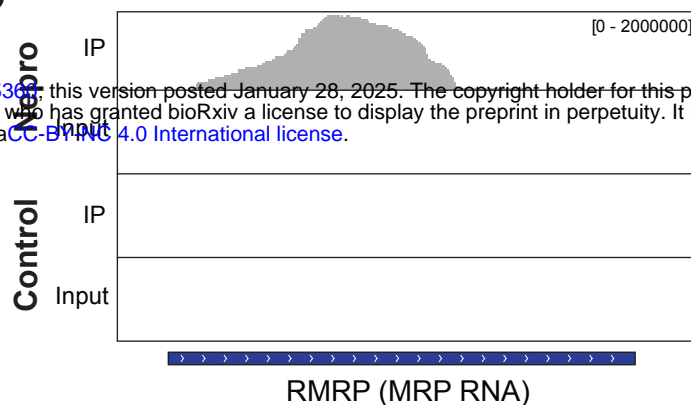 IP
[0 - 2000000]
Nepro
this version posted January 28, 2025. The copyright holder for this p
who has granted bioRxiv a license to display the preprint in perpetuity. It
Input
aCC-BY-NC 4.0 International license.
IP
Control
Input
RMRP (MRP RNA)